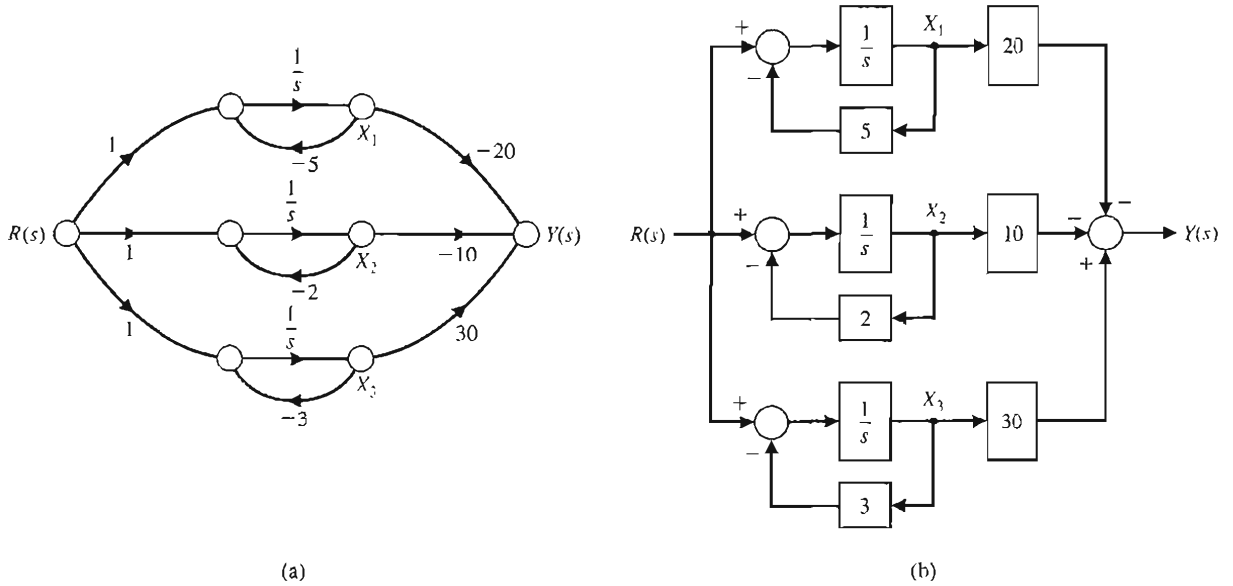 1/s
X₁
1
−5
−20
1/s
R(s)
1
X₂
−2
−10
Y(s)
1
1/s
X₃
−3
30
(a)
+
−
1/s
X₁
20
5
R(s)
+
−
1/s
X₂
10
2
−
−
+
Y(s)
+
−
1/s
X₃
30
3
(b)